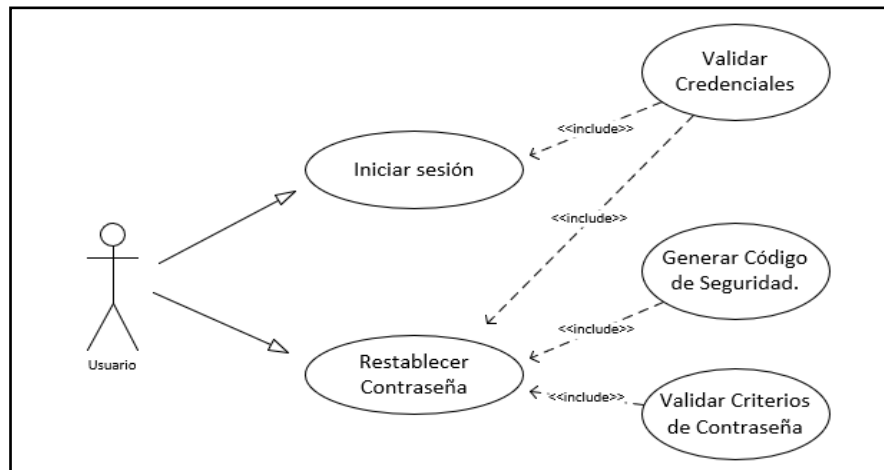 Validar
Credenciales
<<include>>
Iniciar sesión
<<include>>
Generar Código
de Seguridad.
<<include>>
Usuario
Restablecer
Contraseña
<<include>>
Validar Criterios
de Contraseña